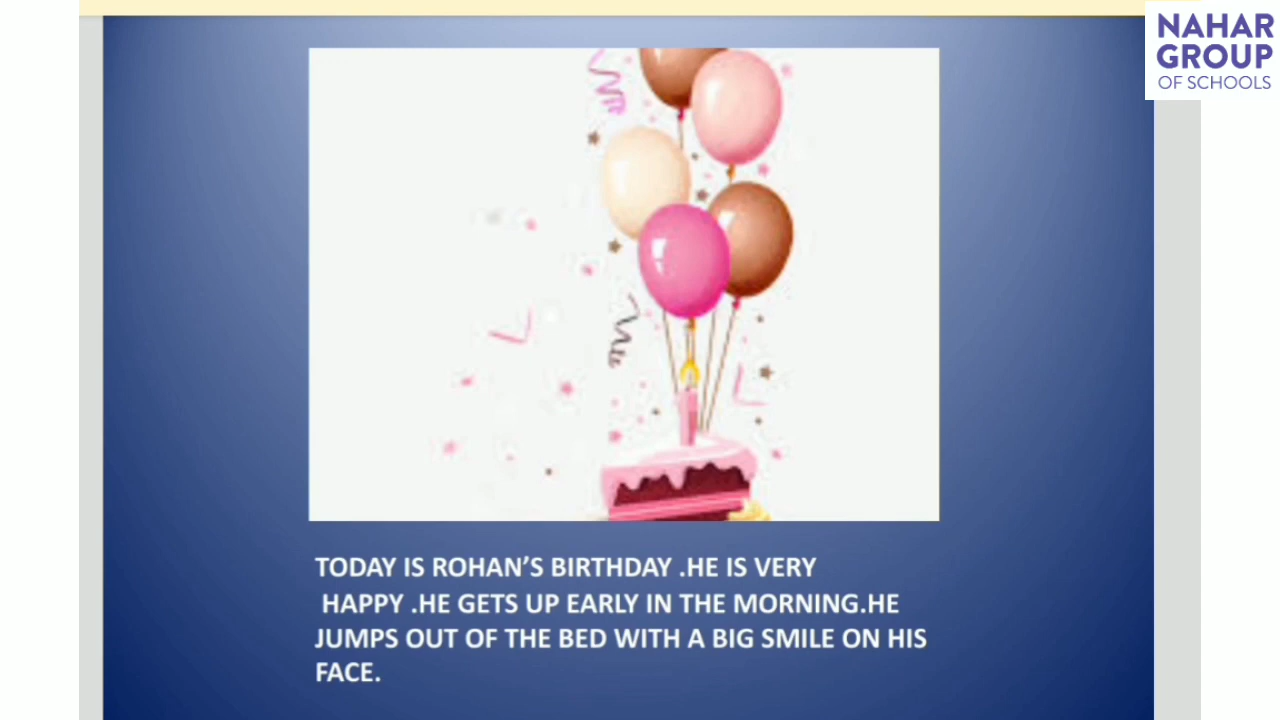 NAHAR
GROUP
OF SCHOOLS
TODAY IS ROHAN’S BIRTHDAY .HE IS VERY
HAPPY .HE GETS UP EARLY IN THE MORNING.HE
JUMPS OUT OF THE BED WITH A BIG SMILE ON HIS
FACE.